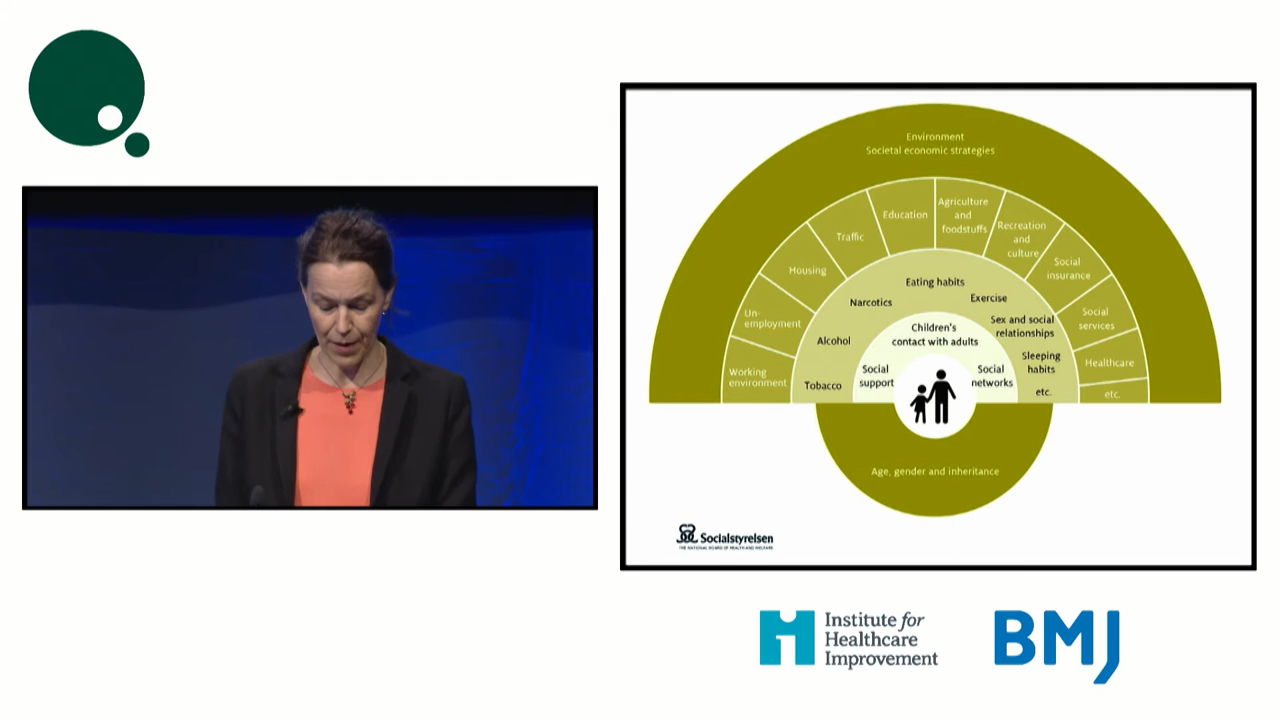 Environment
Societal economic strategies
Working
environment
Un-
employment
Housing
Traffic
Education
Agriculture
and
foodstuffs
Recreation
and
culture
Social
insurance
Social
services
Healthcare
etc.
Tobacco
Alcohol
Narcotics
Eating habits
Exercise
Sex and social
relationships
Sleeping
habits
etc.
Social
support
Children's
contact with adults
Social
networks
Age, gender and inheritance
Socialstyrelsen
THE NATIONAL BOARD OF HEALTH AND WELFARE
Institute for
Healthcare
Improvement
BMJ